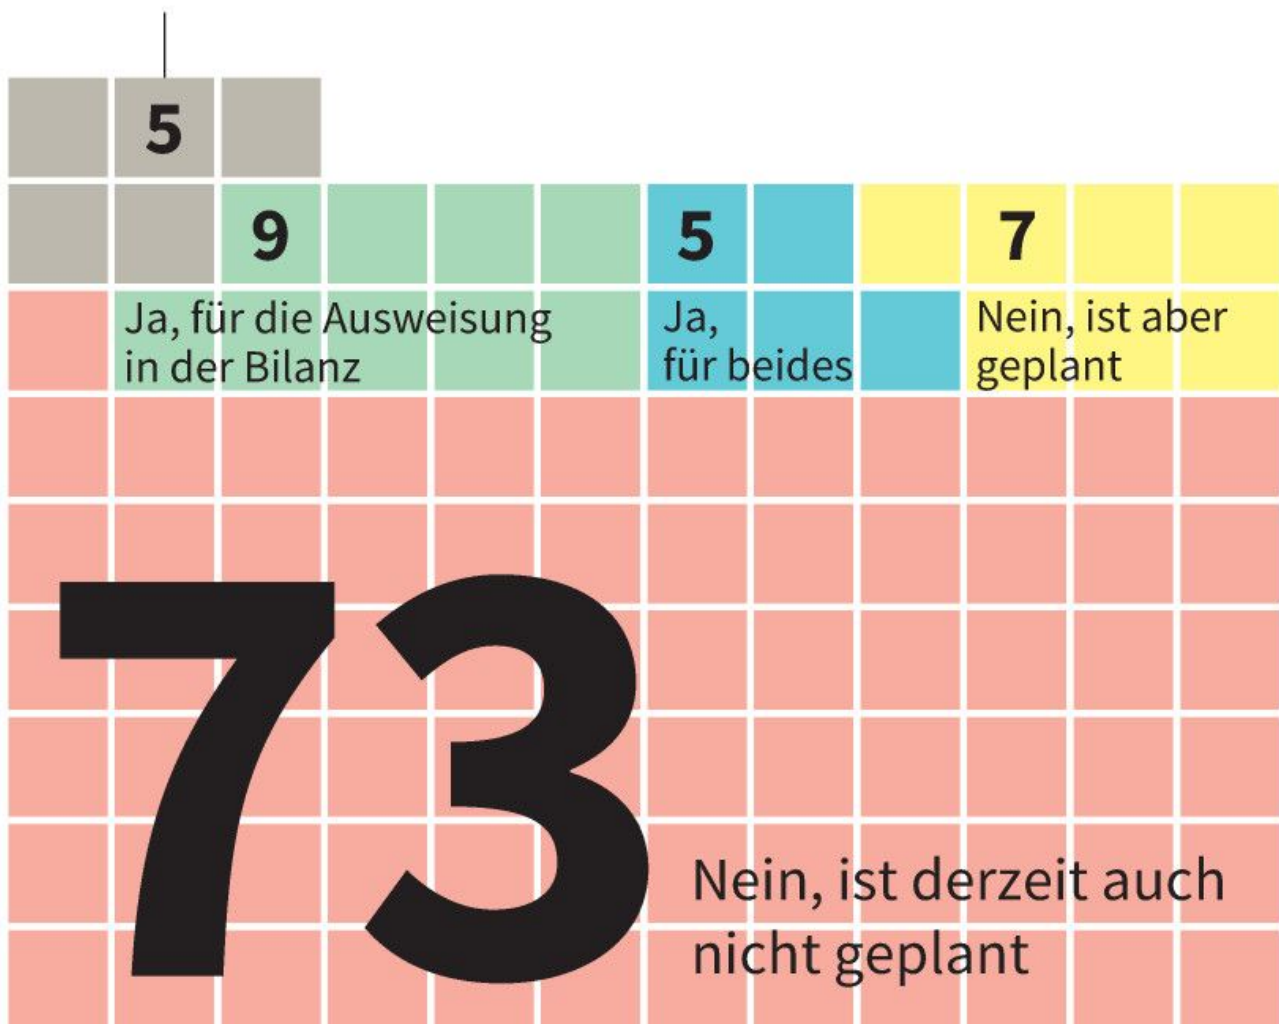 5
9
5
7
Ja, für die Ausweisung
in der Bilanz
Ja,
für beides
Nein, ist aber
geplant
73
Nein, ist derzeit auch
nicht geplant